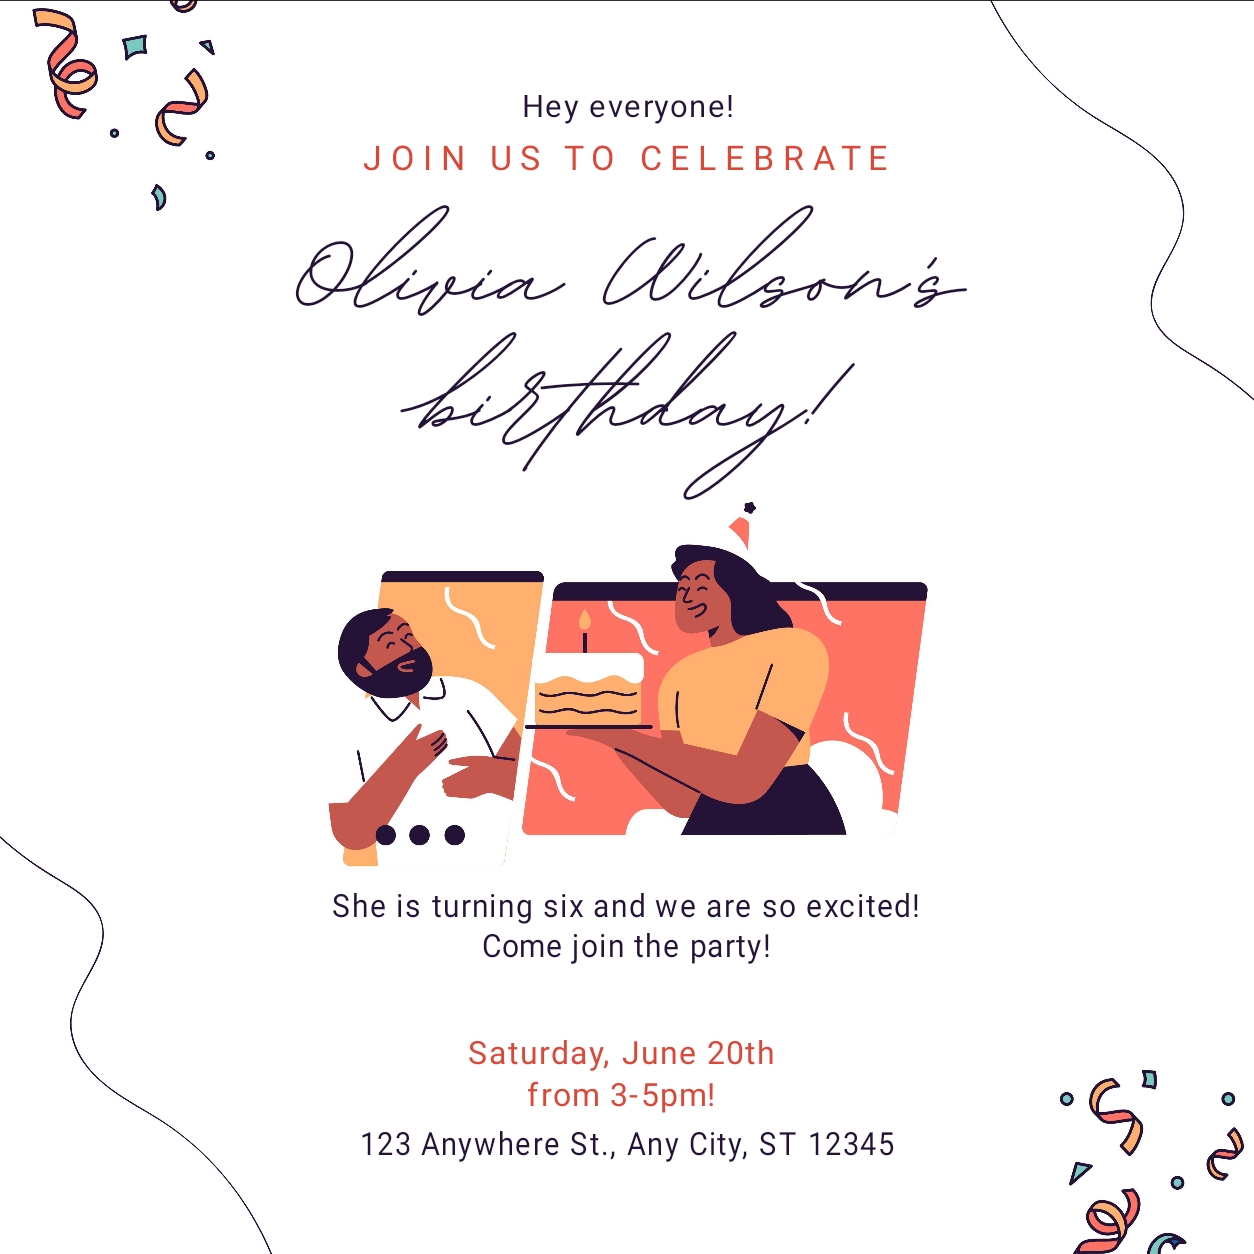 Hey everyone!
JOIN US TO CELEBRATE
Olivia Wilson's
birthday!
She is turning six and we are so excited!
Come join the party!
Saturday, June 20th
from 3-5pm!
123 Anywhere St., Any City, ST 12345